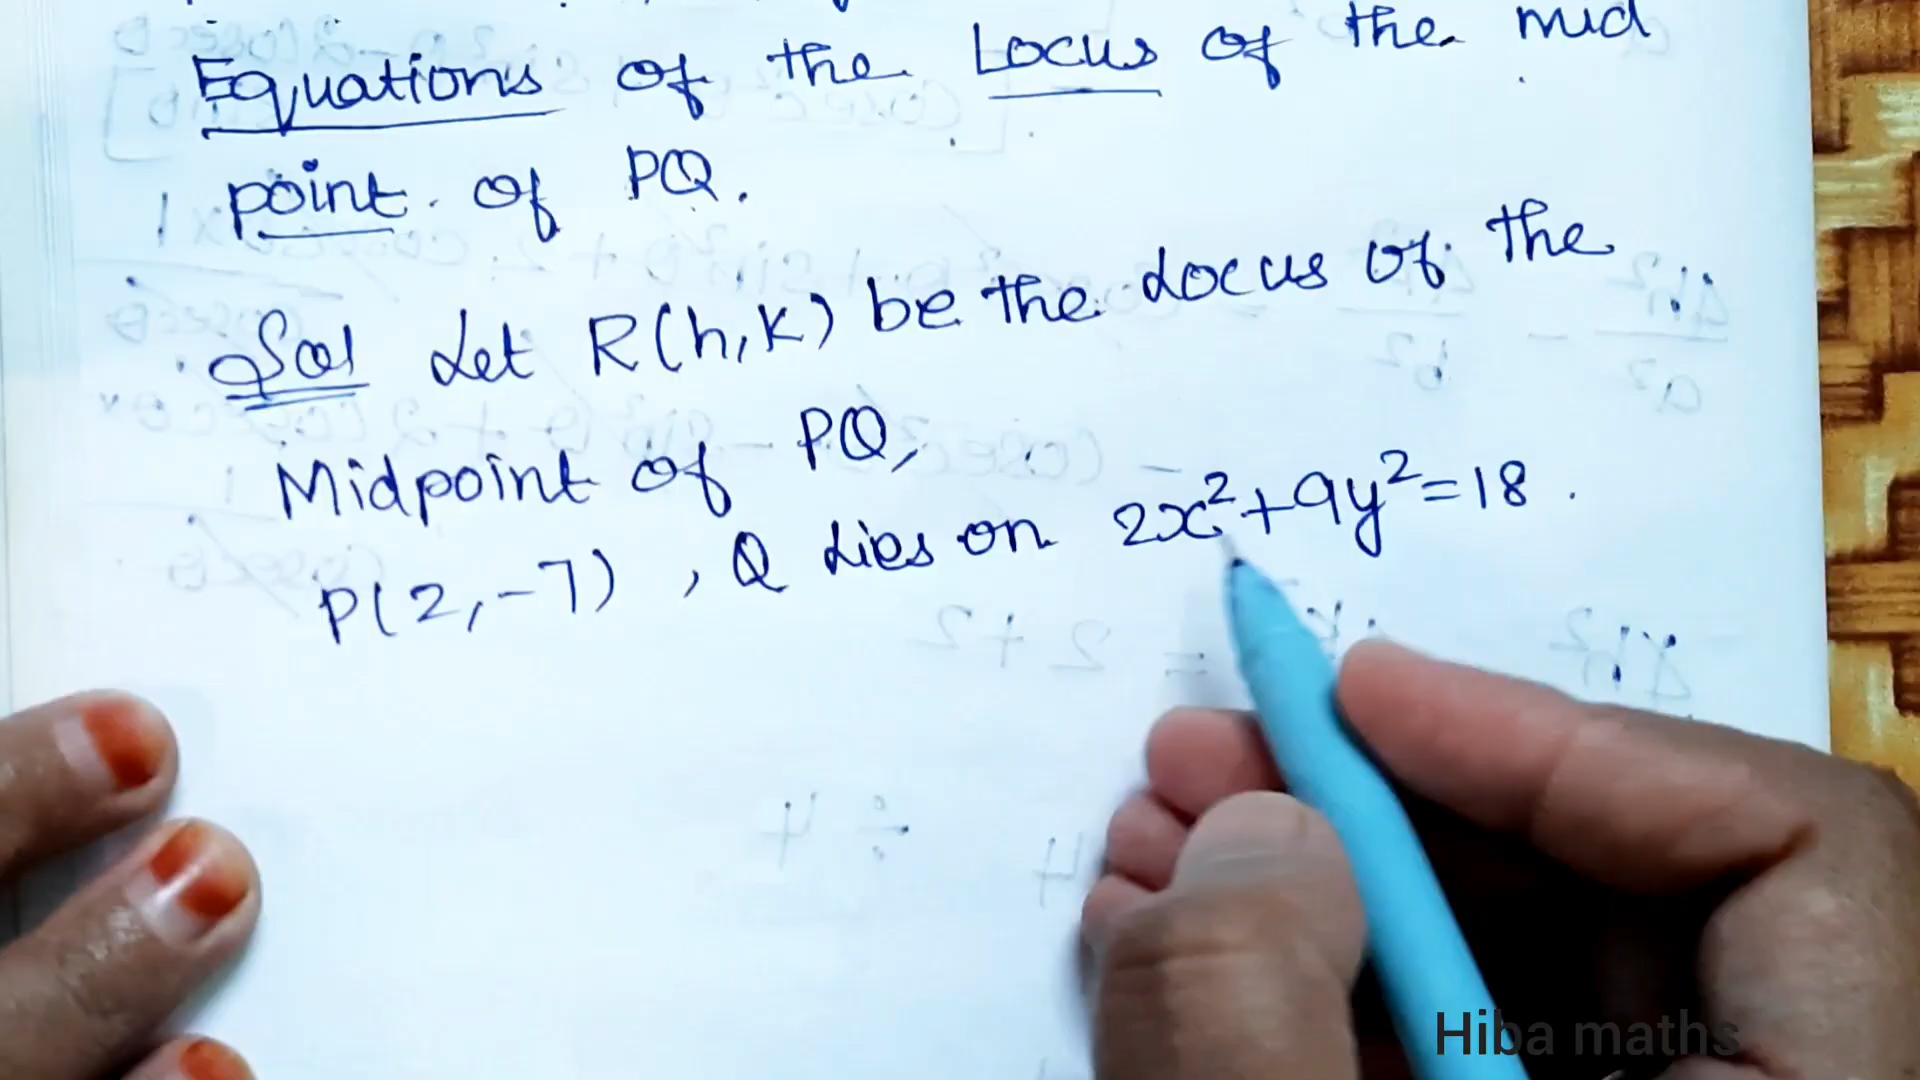 Equations of the Locus of the mid
point of PQ.
Sol Let R(h,k) be the Locus of the
Midpoint of PQ,
P(2,-7) , Q Lies on 2x²+9y²=18 .
Hiba maths